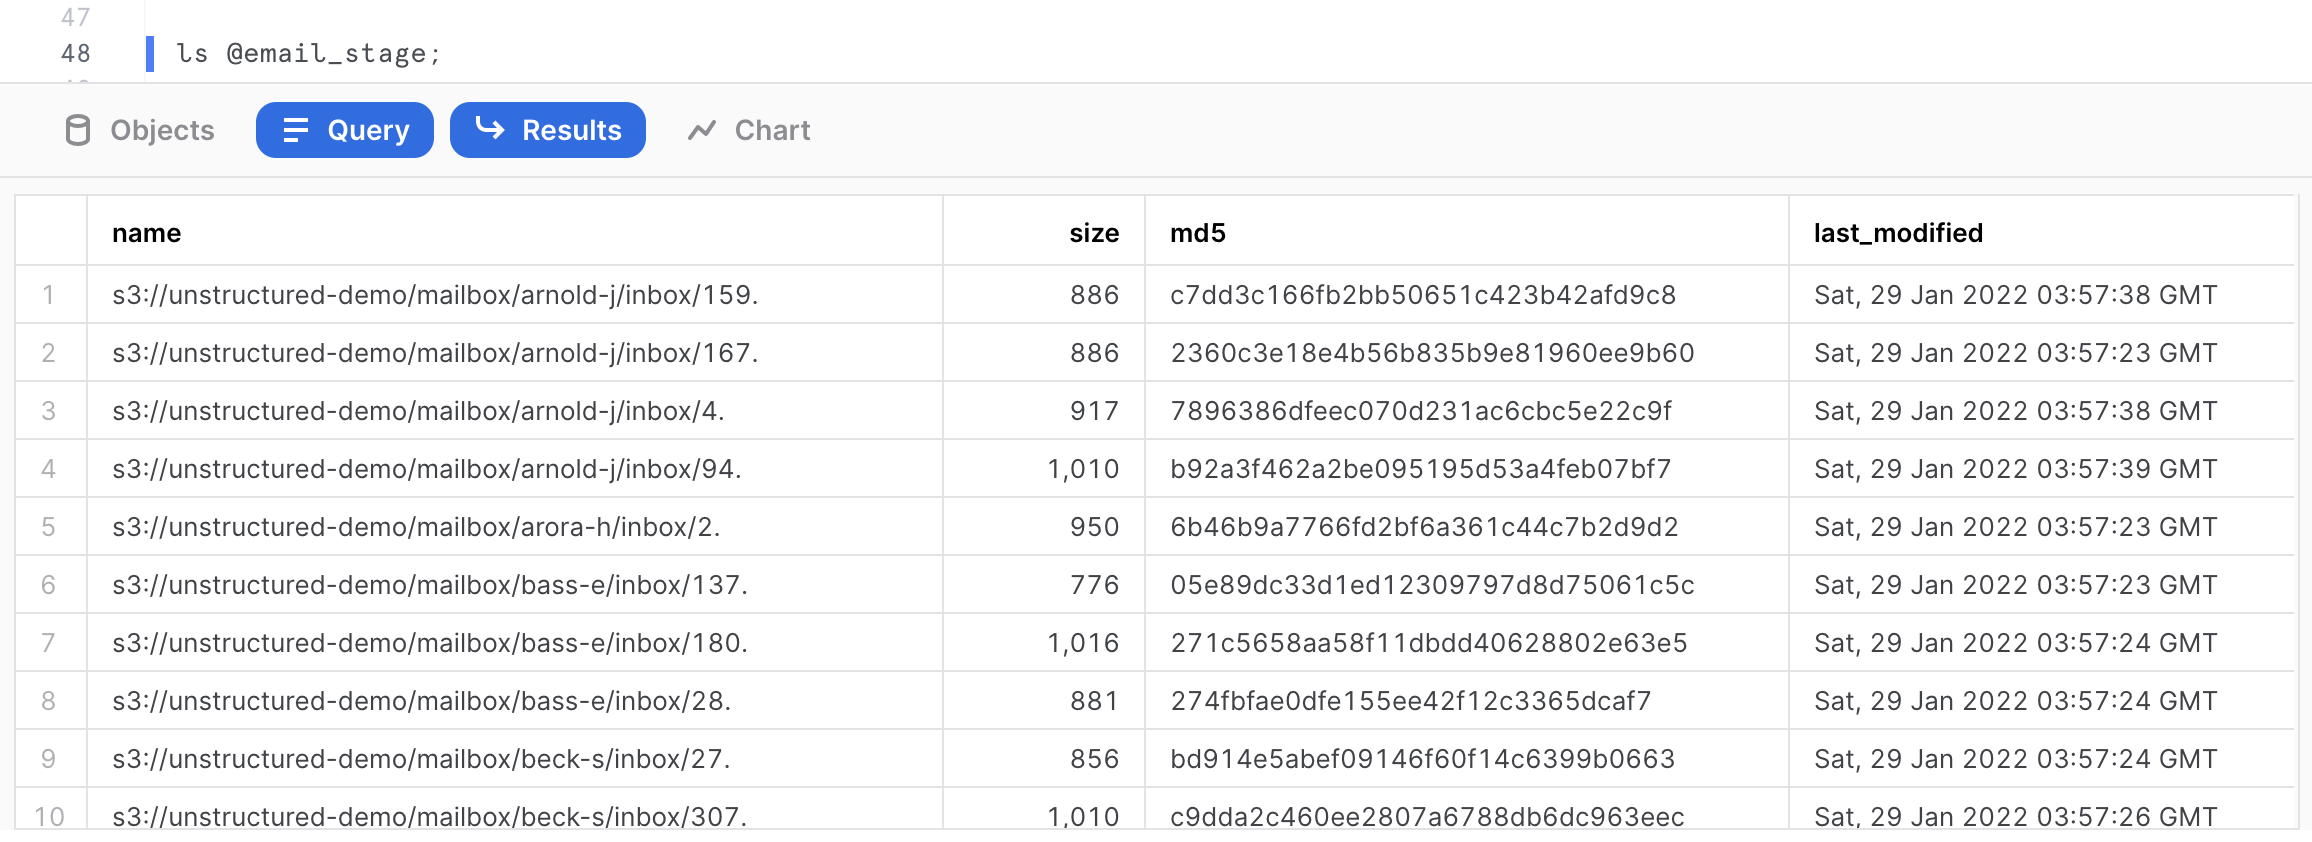 47
48 ls @email_stage;
Objects Query Results Chart
name size md5 last_modified
1 s3://unstructured-demo/mailbox/arnold-j/inbox/159. 886 c7dd3c166fb2bb50651c423b42afd9c8 Sat, 29 Jan 2022 03:57:38 GMT
2 s3://unstructured-demo/mailbox/arnold-j/inbox/167. 886 2360c3e18e4b56b835b9e81960ee9b60 Sat, 29 Jan 2022 03:57:23 GMT
3 s3://unstructured-demo/mailbox/arnold-j/inbox/4. 917 7896386dfeec070d231ac6cbc5e22c9f Sat, 29 Jan 2022 03:57:38 GMT
4 s3://unstructured-demo/mailbox/arnold-j/inbox/94. 1,010 b92a3f462a2be095195d53a4feb07bf7 Sat, 29 Jan 2022 03:57:39 GMT
5 s3://unstructured-demo/mailbox/arora-h/inbox/2. 950 6b46b9a7766fd2bf6a361c44c7b2d9d2 Sat, 29 Jan 2022 03:57:23 GMT
6 s3://unstructured-demo/mailbox/bass-e/inbox/137. 776 05e89dc33d1ed12309797d8d75061c5c Sat, 29 Jan 2022 03:57:23 GMT
7 s3://unstructured-demo/mailbox/bass-e/inbox/180. 1,016 271c5658aa58f11dbdd40628802e63e5 Sat, 29 Jan 2022 03:57:24 GMT
8 s3://unstructured-demo/mailbox/bass-e/inbox/28. 881 274fbfae0dfe155ee42f12c3365dcaf7 Sat, 29 Jan 2022 03:57:24 GMT
9 s3://unstructured-demo/mailbox/beck-s/inbox/27. 856 bd914e5abef09146f60f14c6399b0663 Sat, 29 Jan 2022 03:57:24 GMT
10 s3://unstructured-demo/mailbox/beck-s/inbox/307. 1,010 c9dda2c460ee2807a6788db6dc963eec Sat, 29 Jan 2022 03:57:26 GMT